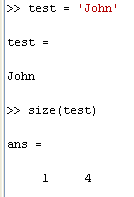 >> test = 'John'
test =
John
>> size(test)
ans =
1 4